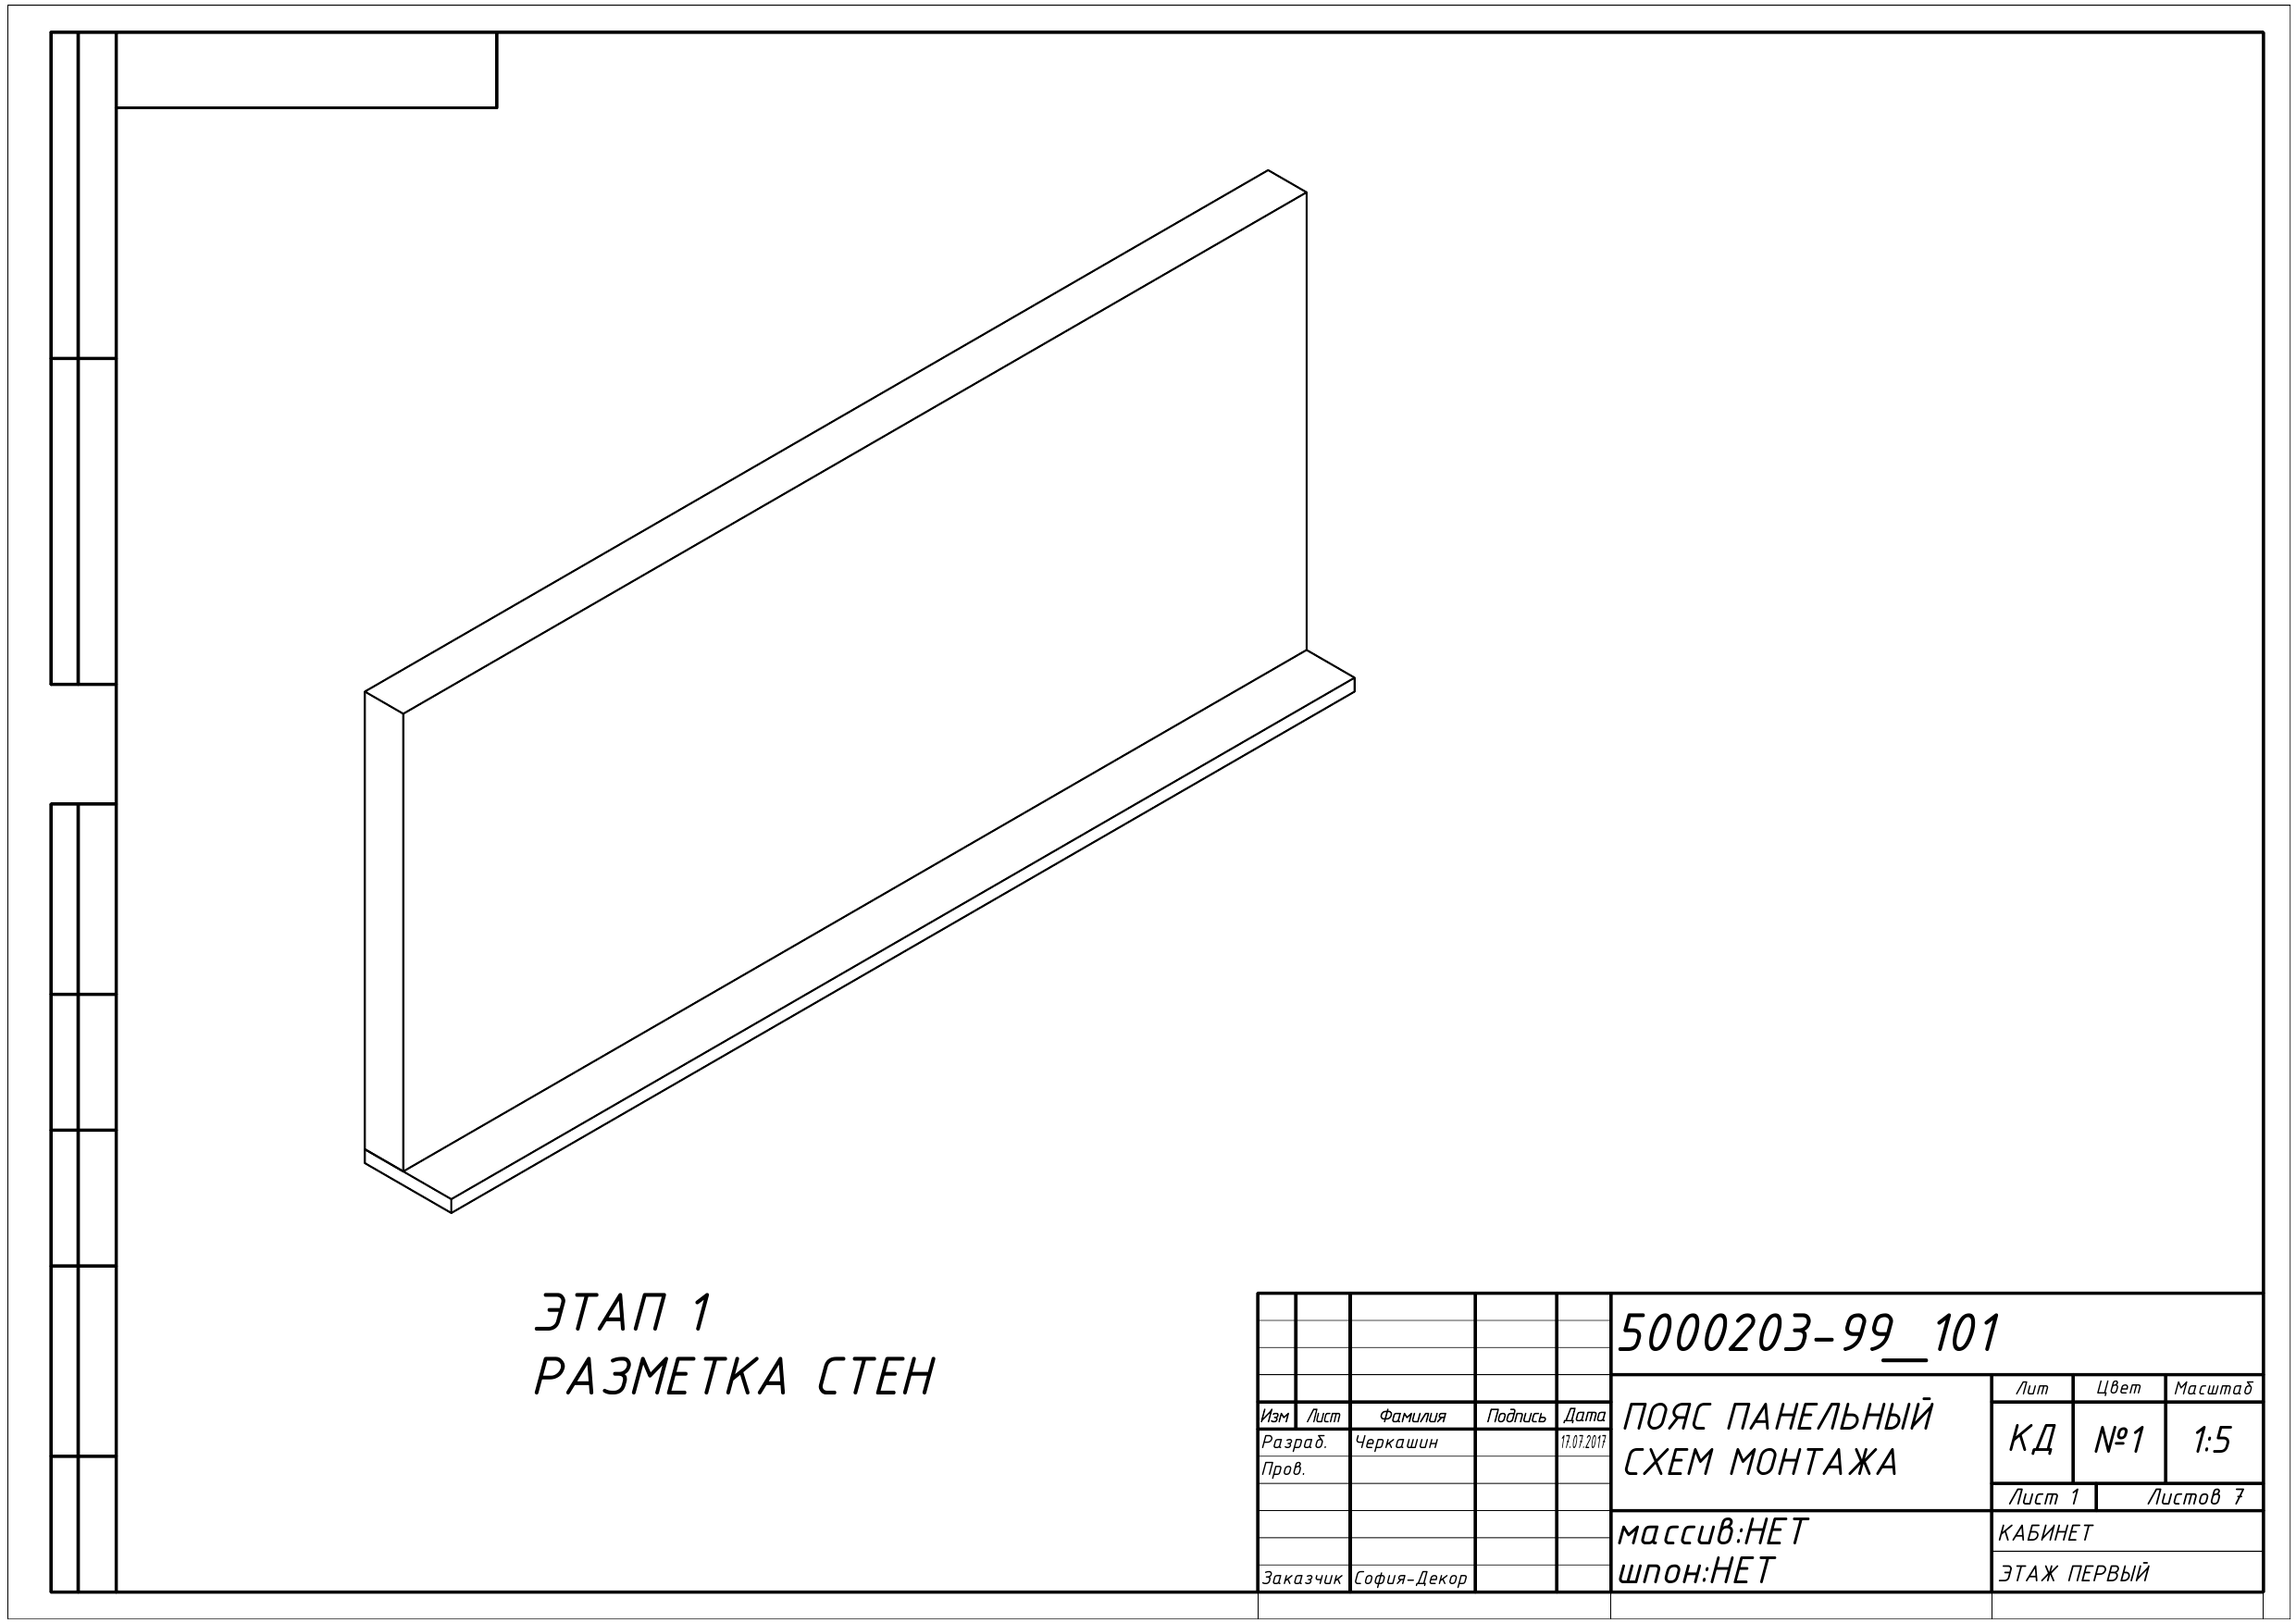 ЭТАП 1
РАЗМЕТКА СТЕН
5000203-99_101
ПОЯС ПАНЕЛЬНЫЙ
СХЕМ МОНТАЖА
Лит Цвет Масштаб
КД №1 1:5
Лист 1 Листов 7
Изм Лист Фамилия Подпись Дата
Разраб. Черкашин 17.07.2017
Пров.
Заказчик София-Декор
массив:НЕТ
шпон:НЕТ
КАБИНЕТ
ЭТАЖ ПЕРВЫЙ